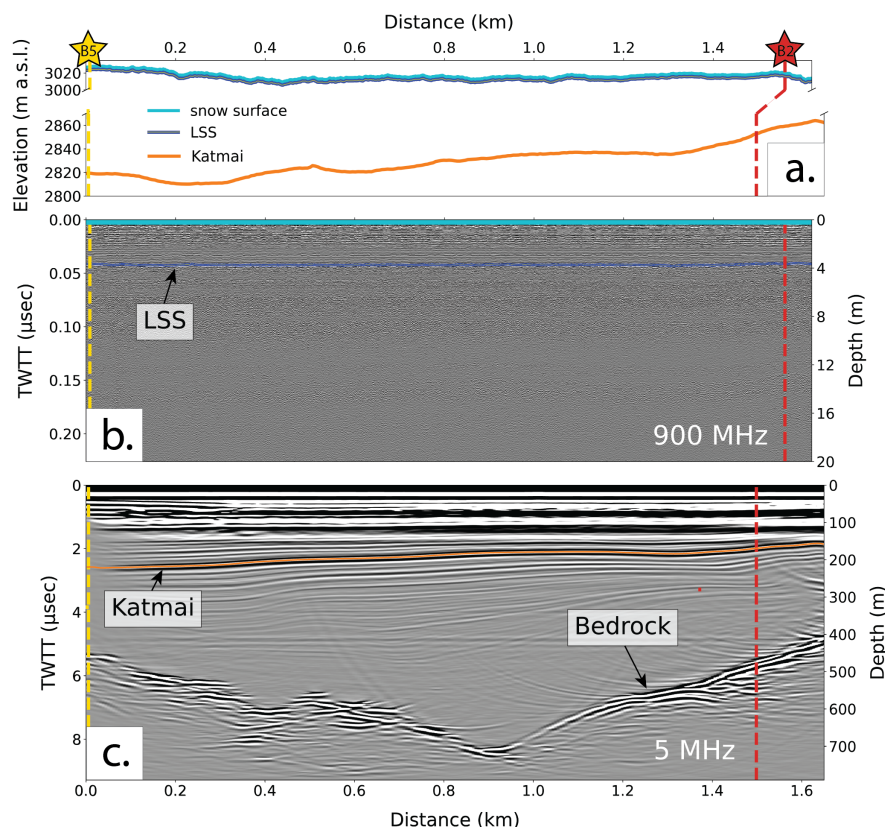 Distance (km)
B5
B2
0.2
0.4
0.6
0.8
1.0
1.2
1.4
Elevation (m a.s.l.)
3020
3000
2860
2840
2820
2800
snow surface
LSS
Katmai
a.
TWTT (μsec)
0.00
0.05
0.10
0.15
0.20
LSS
b.
900 MHz
0
4
8
12
16
20
Depth (m)
TWTT (μsec)
0
2
4
6
8
Katmai
Bedrock
c.
5 MHz
0
100
200
300
400
500
600
700
Depth (m)
0.0
0.2
0.4
0.6
0.8
1.0
1.2
1.4
1.6
Distance (km)